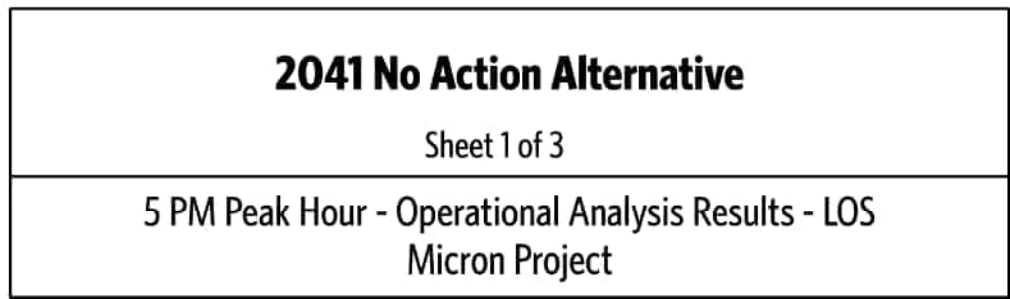 2041 No Action Alternative
Sheet 1 of 3
5 PM Peak Hour - Operational Analysis Results - LOS
Micron Project